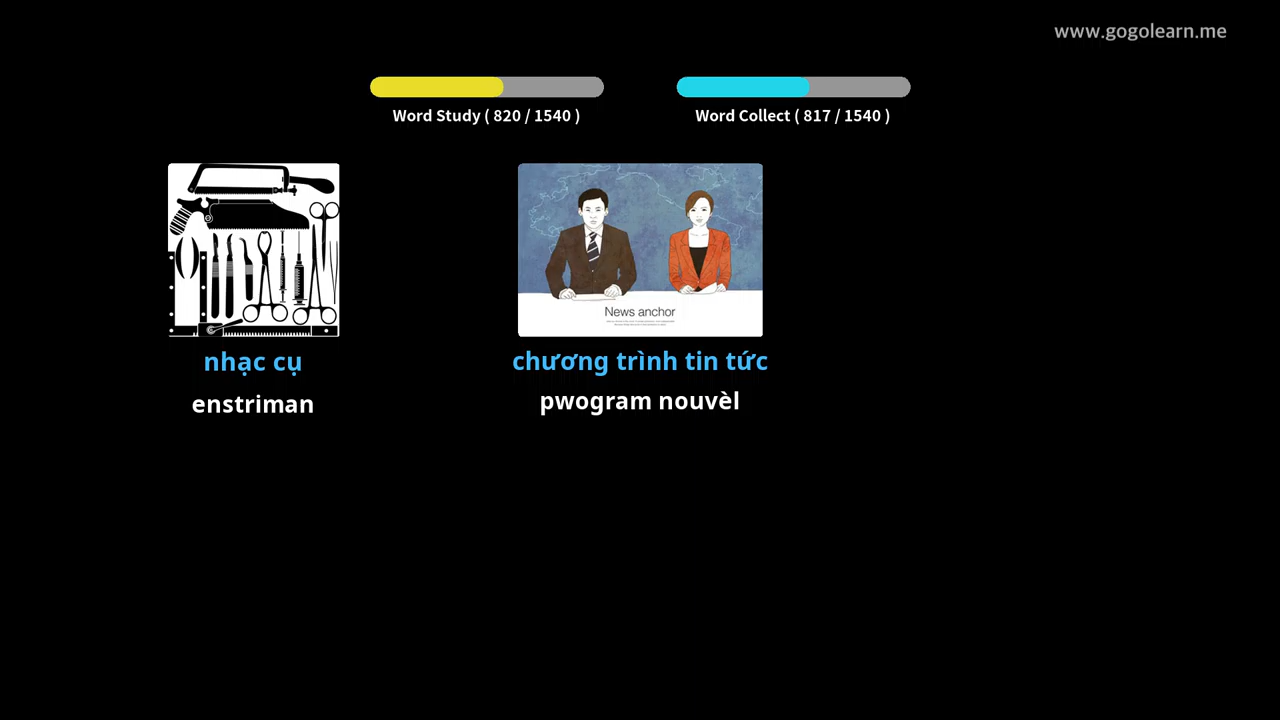 www.gogolearn.me
Word Study ( 820 / 1540 )
Word Collect ( 817 / 1540 )
News anchor
nhạc cụ
chương trình tin tức
enstriman
pwogram nouvèl